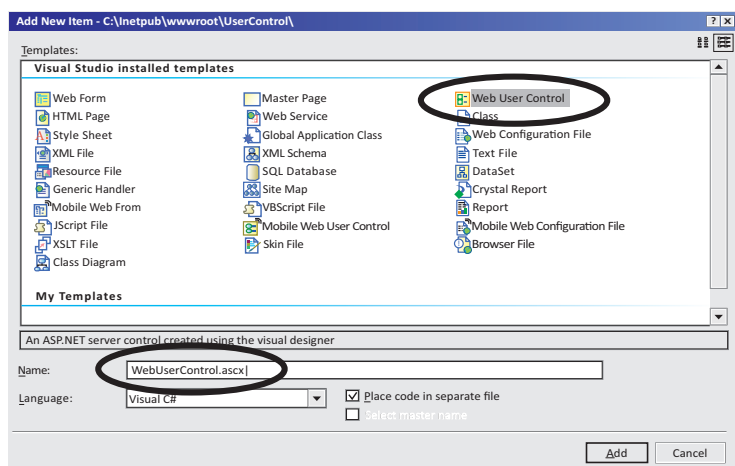 Add New Item - C:\Inetpub\wwwroot\UserControl\
Templates:
Visual Studio installed templates
Web Form
HTML Page
Style Sheet
XML File
Resource File
Generic Handler
Mobile Web From
JScript File
XSLT File
Class Diagram
Master Page
Web Service
Global Application Class
XML Schema
SQL Database
Site Map
VBScript File
Mobile Web User Control
Skin File
Web User Control
Class
Web Configuration File
Text File
DataSet
Crystal Report
Report
Mobile Web Configuration File
Browser File
My Templates
An ASP.NET server control created using the visual designer
Name: WebUserControl.ascx
Language: Visual C#
Place code in separate file
Select master name
Add Cancel